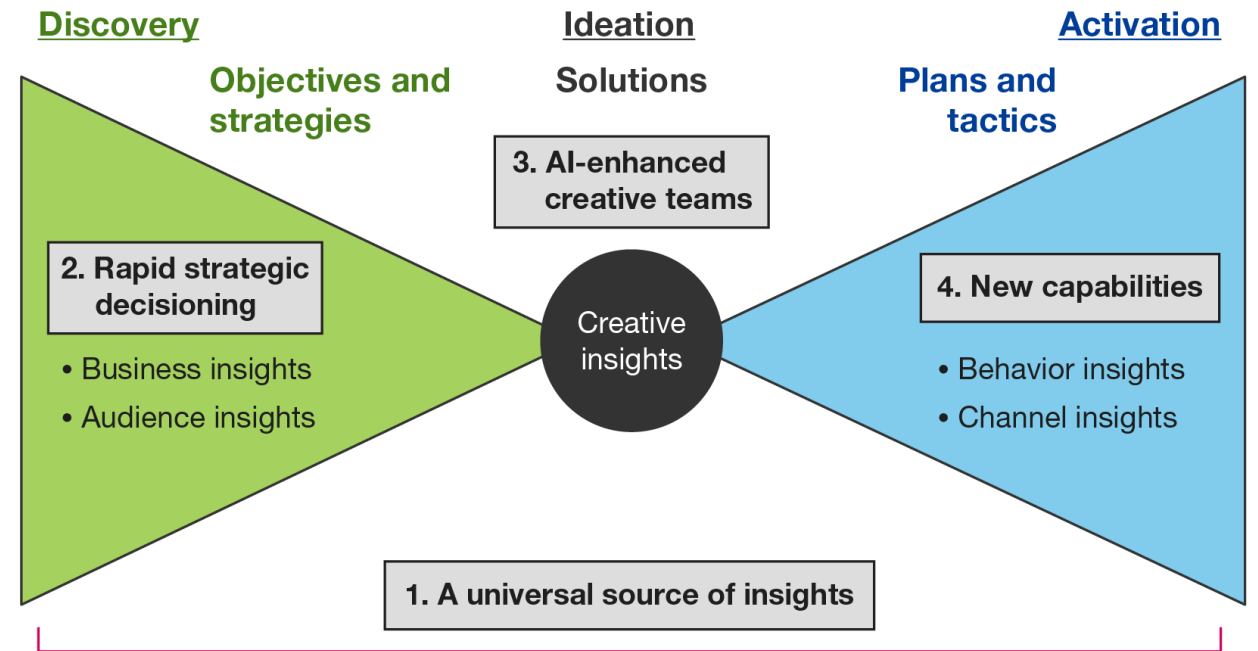 Discovery
Ideation
Activation
Objectives and
strategies
Solutions
Plans and
tactics
3. AI-enhanced
creative teams
2. Rapid strategic
decisioning
• Business insights
• Audience insights
Creative
insights
4. New capabilities
• Behavior insights
• Channel insights
1. A universal source of insights